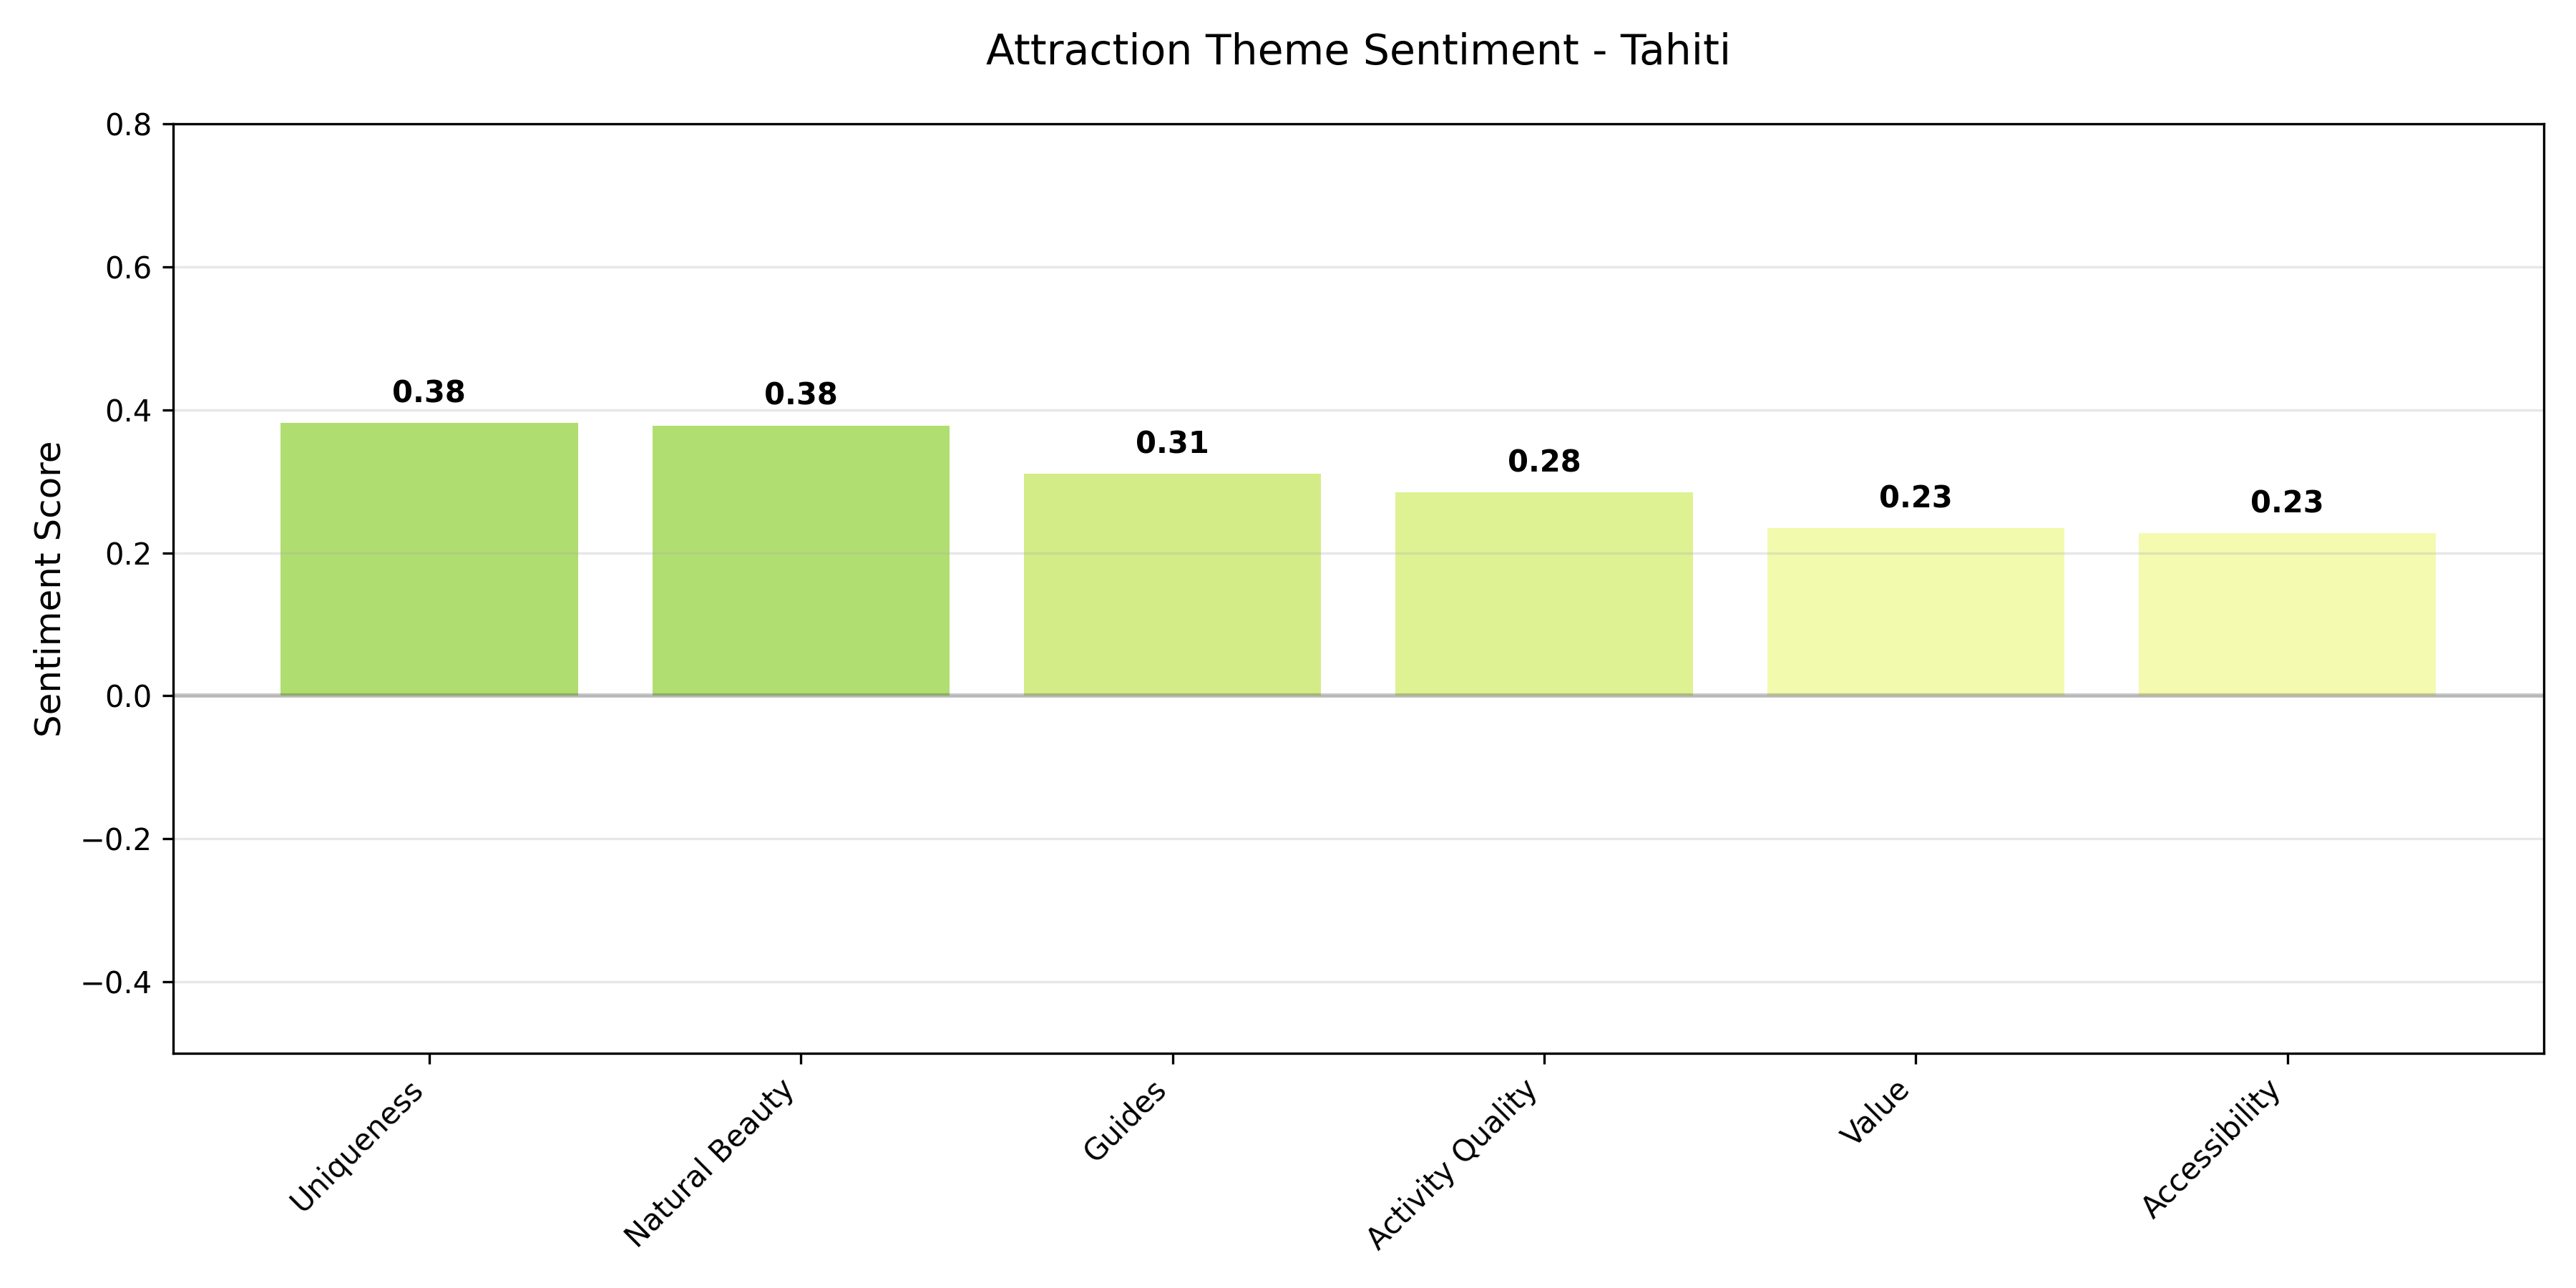 Attraction Theme Sentiment - Tahiti
Sentiment Score
0.8
0.6
0.4
0.2
0.0
−0.2
−0.4
0.38
0.38
0.31
0.28
0.23
0.23
Uniqueness
Natural Beauty
Guides
Activity Quality
Value
Accessibility